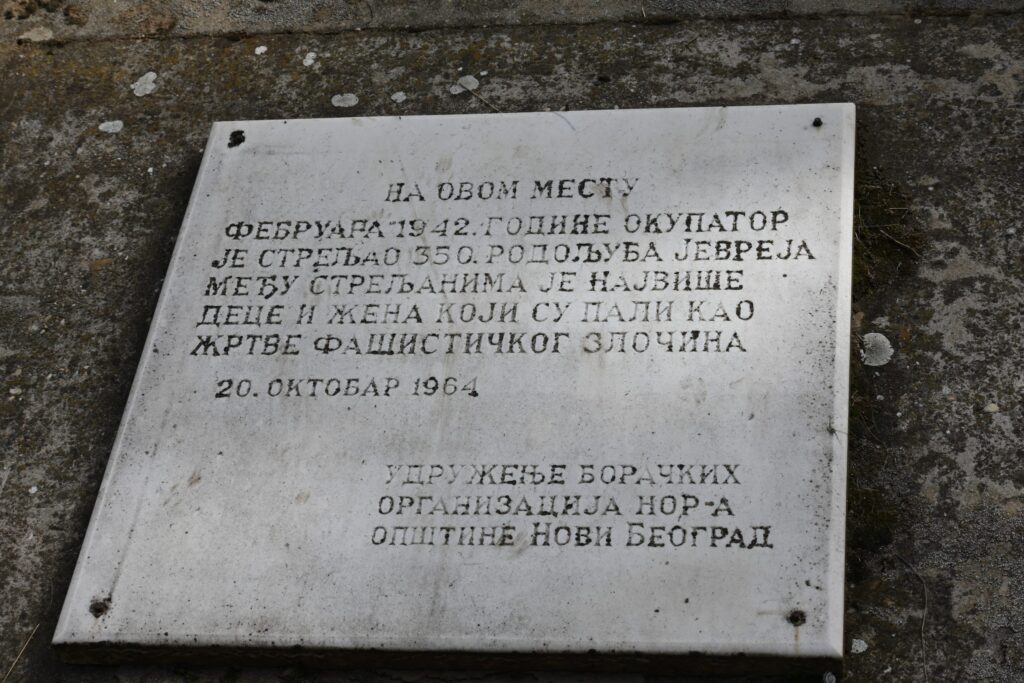 НА ОВОМ МЕСТУ
ФЕБРУАРА 1942. ГОДИНЕ ОКУПАТОР
ЈЕ СТРЕЉАО 350. РОДОЉУБА ЈЕВРЕЈА
МЕЂУ СТРЕЉАНИМА ЈЕ НАЈВИШЕ
ДЕЦЕ И ЖЕНА КОЈИ СУ ПАЛИ КАО
ЖРТВЕ ФАШИСТИЧКОГ ЗЛОЧИНА
20. ОКТОБАР 1964.
УДРУЖЕЊЕ БОРАЧКИХ
ОРГАНИЗАЦИЈА НОР-А
ОПШТИНЕ НОВИ БЕОГРАД